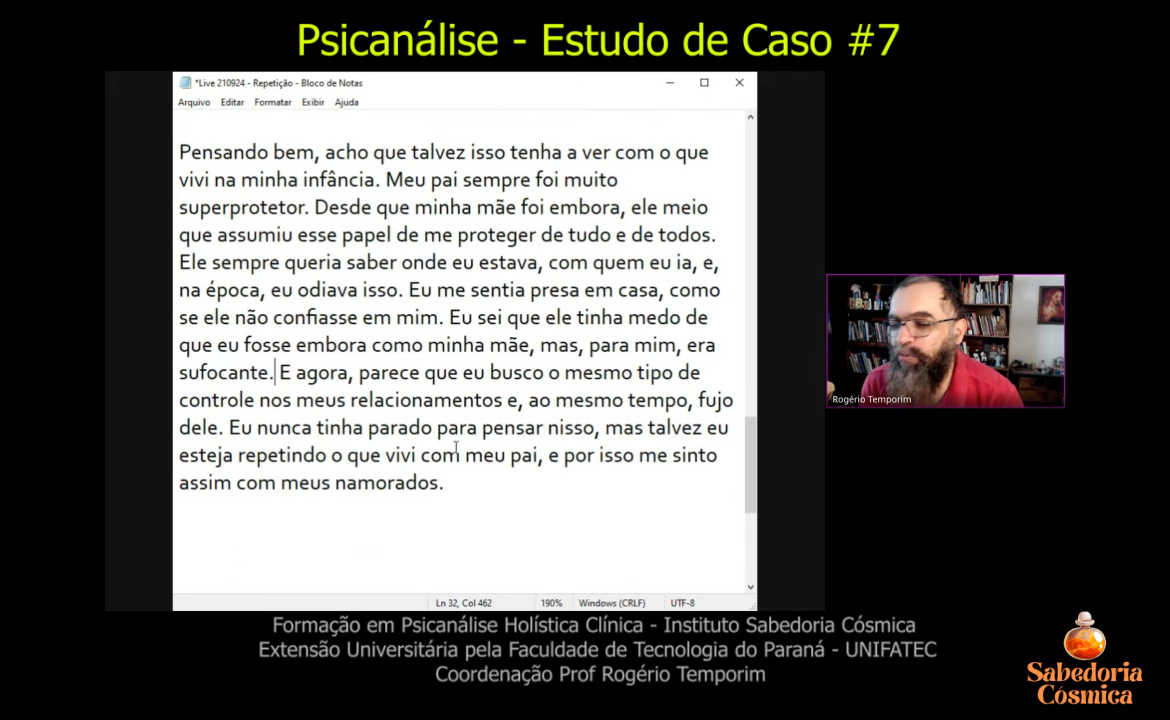 Psicanálise - Estudo de Caso #7
*Live 210924 - Repetição - Bloco de Notas
Arquivo Editar Formatar Exibir Ajuda
Pensando bem, acho que talvez isso tenha a ver com o que
vivi na minha infância. Meu pai sempre foi muito
superprotetor. Desde que minha mãe foi embora, ele meio
que assumiu esse papel de me proteger de tudo e de todos.
Ele sempre queria saber onde eu estava, com quem eu ia, e,
na época, eu odiava isso. Eu me sentia presa em casa, como
se ele não confiasse em mim. Eu sei que ele tinha medo de
que eu fosse embora como minha mãe, mas, para mim, era
sufocante. E agora, parece que eu busco o mesmo tipo de
controle nos meus relacionamentos e, ao mesmo tempo, fujo
dele. Eu nunca tinha parado para pensar nisso, mas talvez eu
esteja repetindo o que vivi com meu pai, e por isso me sinto
assim com meus namorados.
Rogério Temporim
Ln 32, Col 462 190% Windows (CRLF) UTF-8
Formação em Psicanálise Holística Clínica - Instituto Sabedoria Cósmica
Extensão Universitária pela Faculdade de Tecnologia do Paraná - UNIFATEC
Coordenação Prof Rogério Temporim
Sabedoria
Cósmica